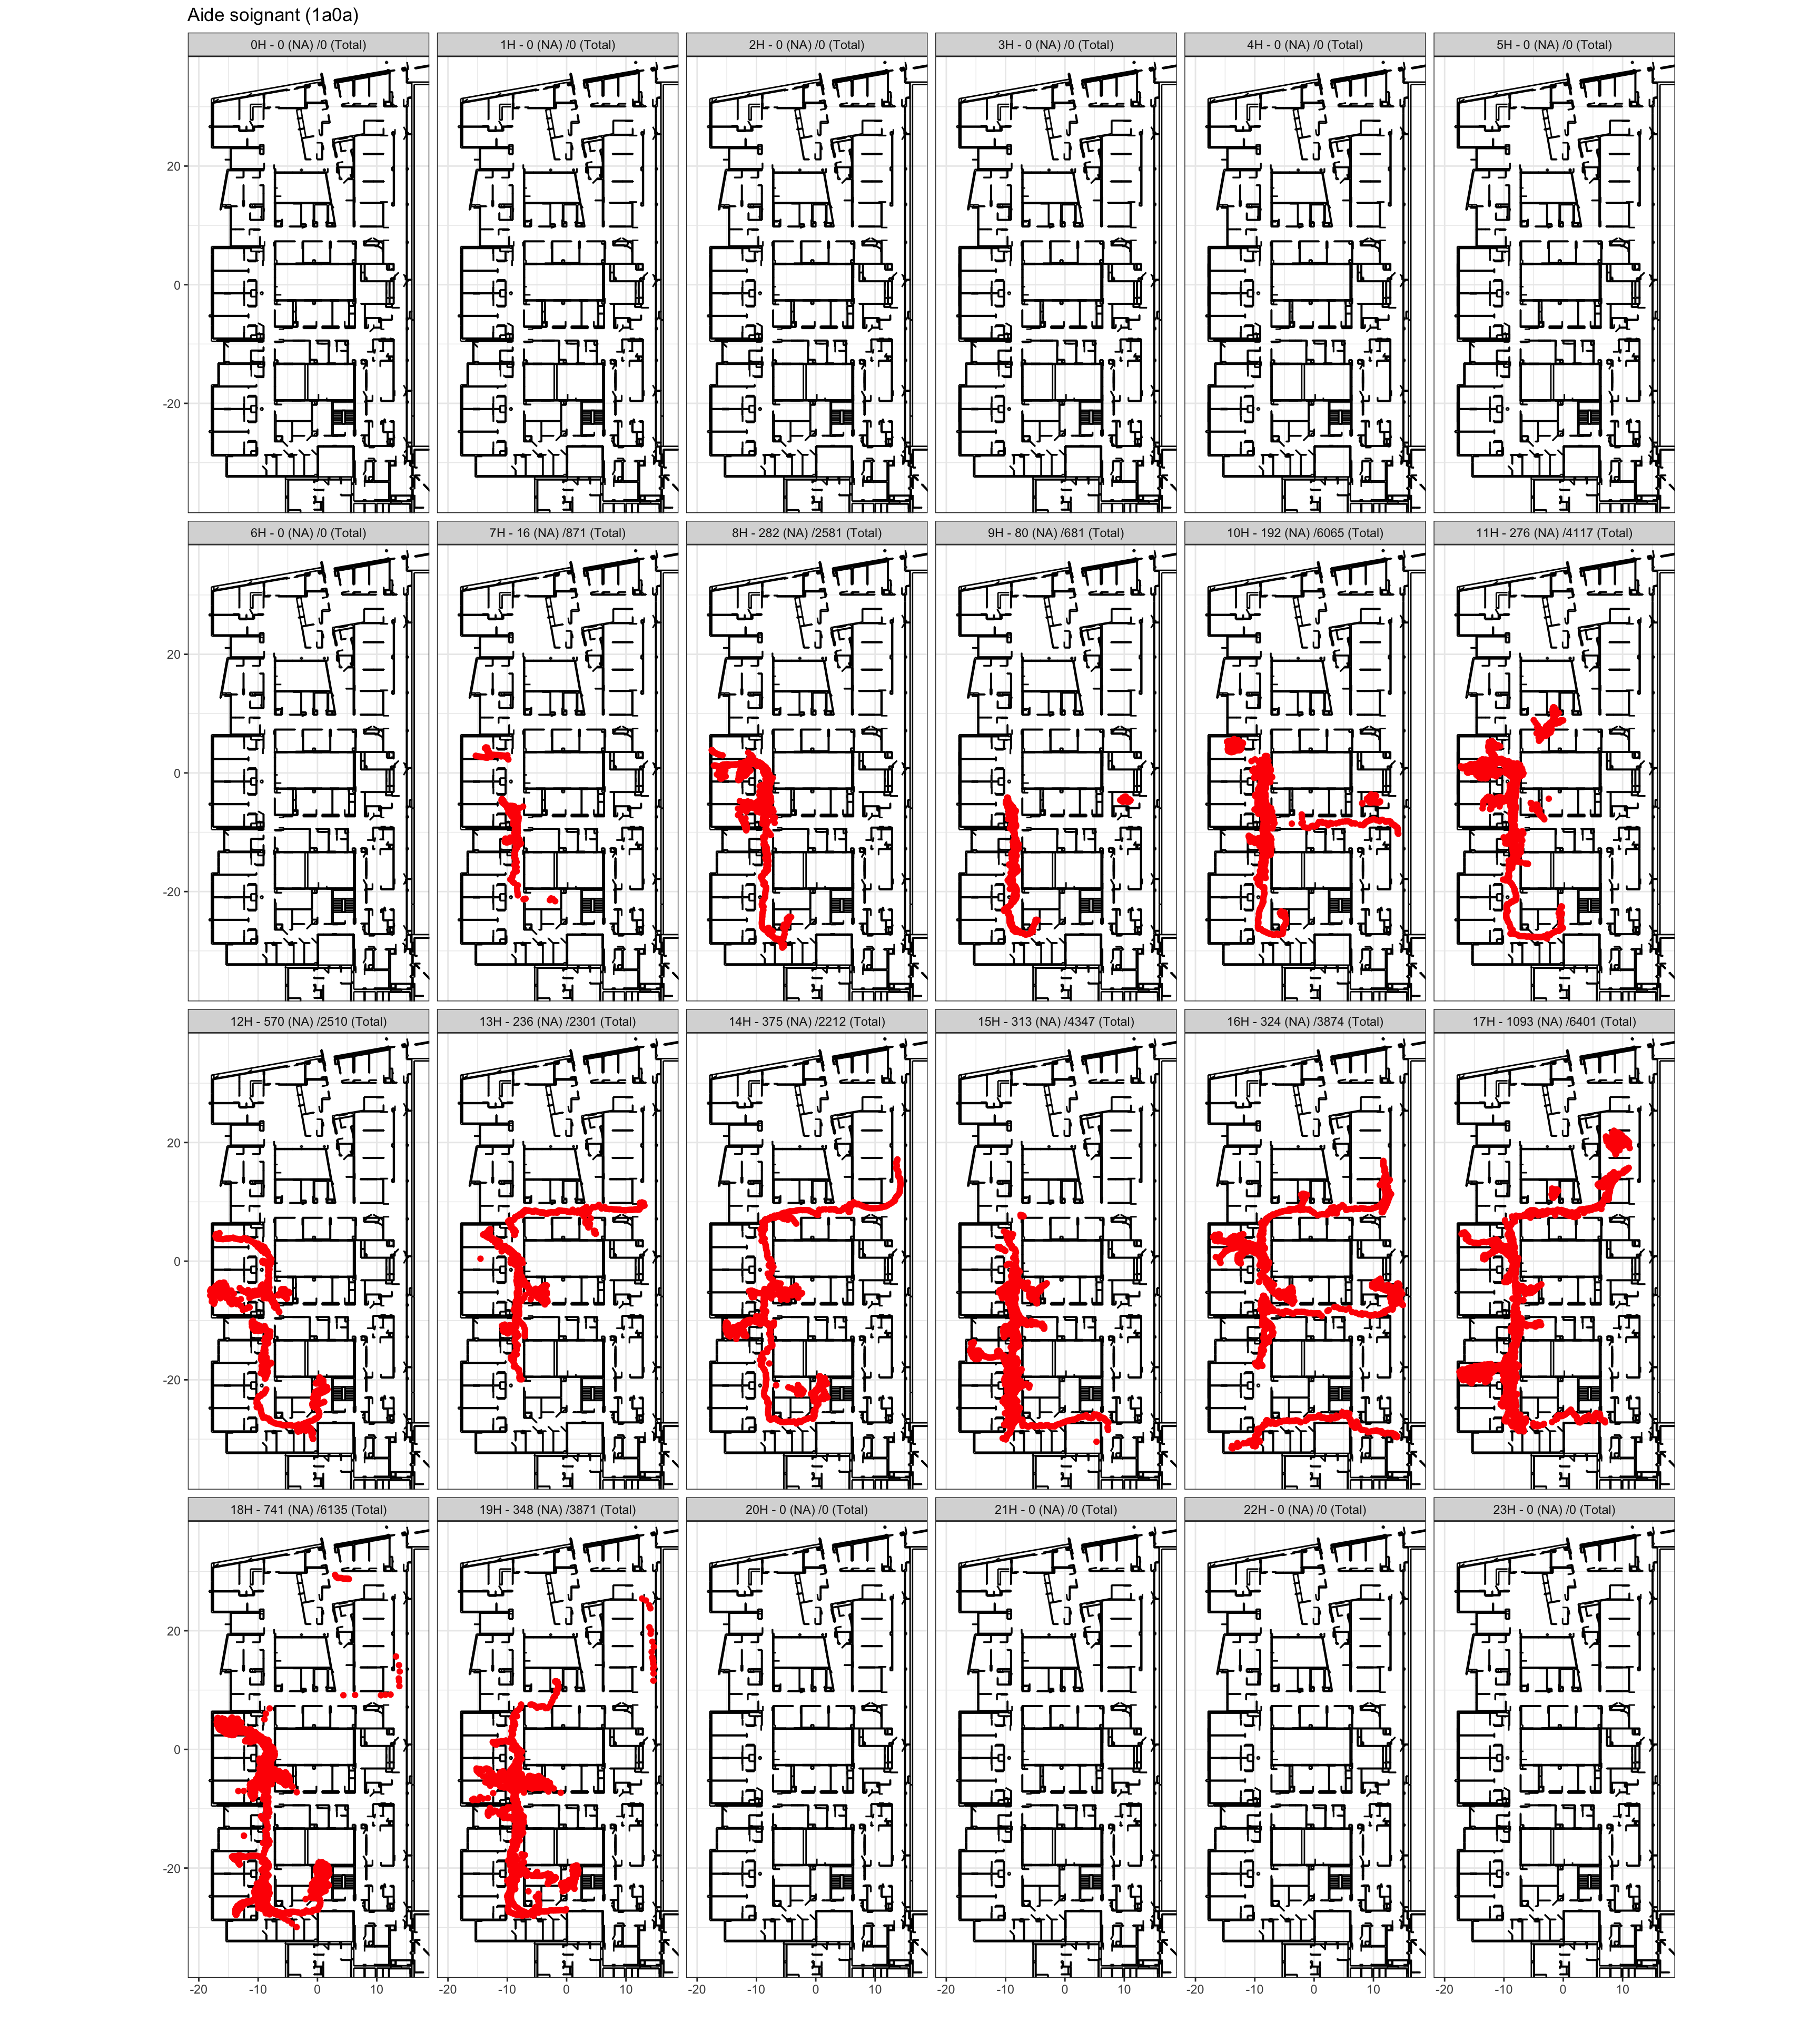 Aide soignant (1a0a)
0H - 0 (NA) /0 (Total) 1H - 0 (NA) /0 (Total) 2H - 0 (NA) /0 (Total) 3H - 0 (NA) /0 (Total) 4H - 0 (NA) /0 (Total) 5H - 0 (NA) /0 (Total)
20
0
-20
6H - 0 (NA) /0 (Total) 7H - 16 (NA) /871 (Total) 8H - 282 (NA) /2581 (Total) 9H - 80 (NA) /681 (Total) 10H - 192 (NA) /6065 (Total) 11H - 276 (NA) /4117 (Total)
20
0
-20
12H - 570 (NA) /2510 (Total) 13H - 236 (NA) /2301 (Total) 14H - 375 (NA) /2212 (Total) 15H - 313 (NA) /4347 (Total) 16H - 324 (NA) /3874 (Total) 17H - 1093 (NA) /6401 (Total)
20
0
-20
18H - 741 (NA) /6135 (Total) 19H - 348 (NA) /3871 (Total) 20H - 0 (NA) /0 (Total) 21H - 0 (NA) /0 (Total) 22H - 0 (NA) /0 (Total) 23H - 0 (NA) /0 (Total)
20
0
-20
-20 -10 0 10 -20 -10 0 10 -20 -10 0 10 -20 -10 0 10 -20 -10 0 10 -20 -10 0 10